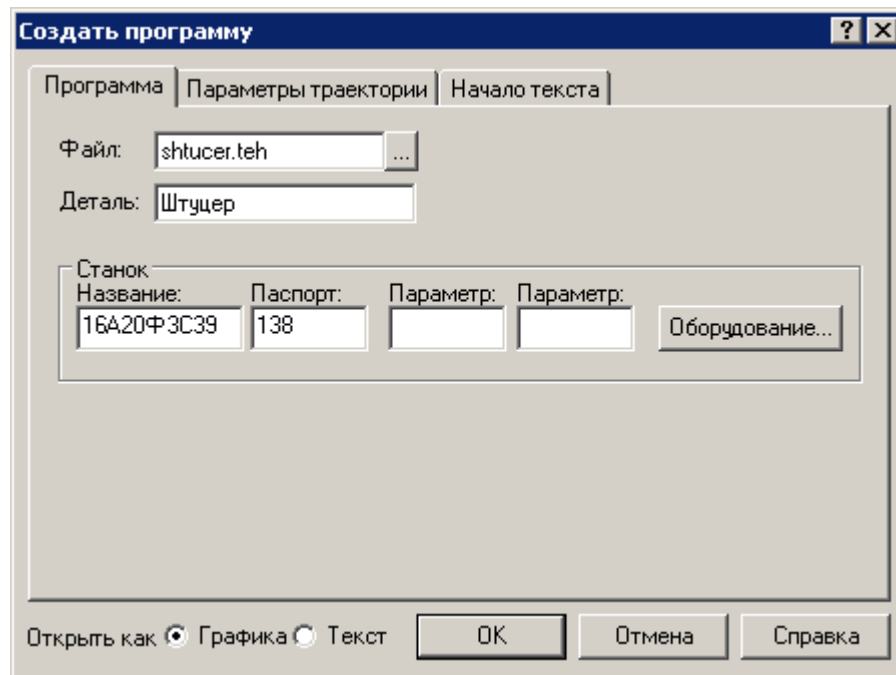 Создать программу
Программа Параметры траектории Начало текста
Файл: shtucer.teh ...
Деталь: Штуцер
Станок
Название: Паспорт: Параметр: Параметр:
16А20Ф3С39 138 Оборудование...
Открыть как Графика Текст OK Отмена Справка